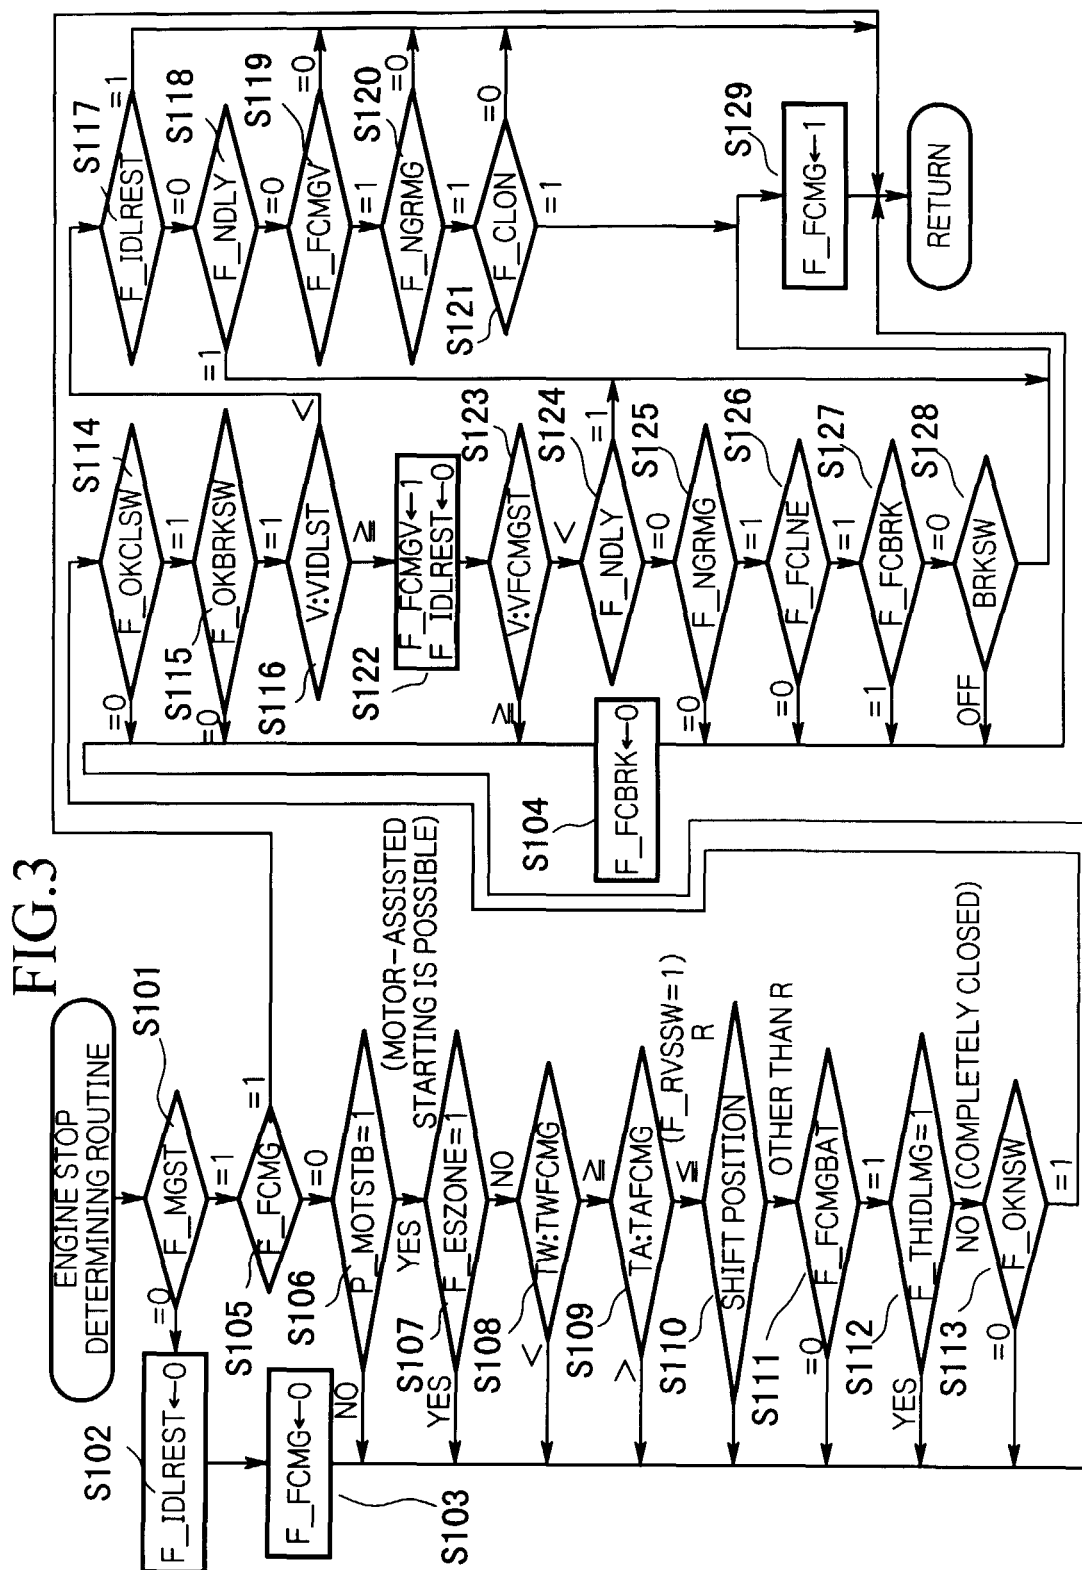 FIG.3
ENGINE STOP
DETERMINING ROUTINE
S101
F_MGST
=0
=1
S102
F_IDLREST←0
S103
F_FCMG←0
S105
F_FCMG
=1
=0
S106
P_MOTSTB=1
NO
YES
(MOTOR-ASSISTED
STARTING IS POSSIBLE)
S107
F_ESZONE=1
YES
NO
S108
TW:TWFCMG
<
≧
S109
TA:TAFCMG
>
≦
(F_RVSSW=1)
R
S110
SHIFT POSITION
OTHER THAN R
S111
F_FCMGBAT
=0
=1
S112
F_THIDLMG=1
YES
NO (COMPLETELY CLOSED)
S113
F_OKNSW
=0
=1
S104
F_FCBRK←0
S114
F_OKCLSW
=0
=1
S115
F_OKBRKSW
=0
=1
S116
V:VIDLST
<
≧
S122
F_FCMGV←1
F_IDLREST←0
S123
V:VFCMGST
≧
<
S124
F_NDLY
=1
=0
S125
F_NGRMG
=0
=1
S126
F_FCLNE
=0
=1
S127
F_FCBRK
=1
=0
S128
BRKSW
OFF
S117
F_IDLREST
=1
=0
S118
F_NDLY
=1
=0
S119
F_FCMGV
=0
=1
S120
F_NGRMG
=0
=1
S121
F_CLON
=0
=1
S129
F_FCMG←1
RETURN